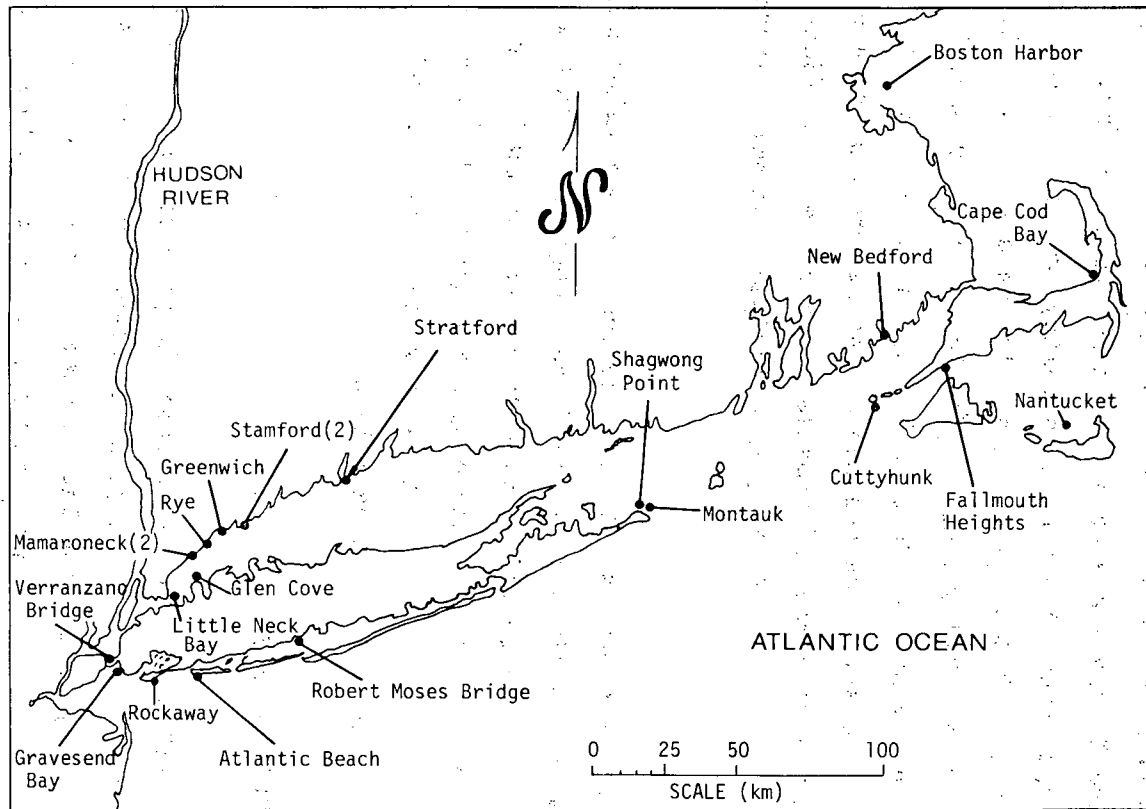 Boston Harbor
HUDSON
RIVER
N
Cape Cod
Bay
New Bedford
Stratford
Shagwong
Point
Stamford(2)
Nantucket
Greenwich
Rye
Cuttyhunk
Fallmouth
Heights
Montauk
Mamaroneck(2)
Glen Cove
Verranzano
Bridge
Little Neck
Bay
ATLANTIC OCEAN
Robert Moses Bridge
Rockaway
Gravesend
Bay
Atlantic Beach
0 25 50 100
SCALE (km)